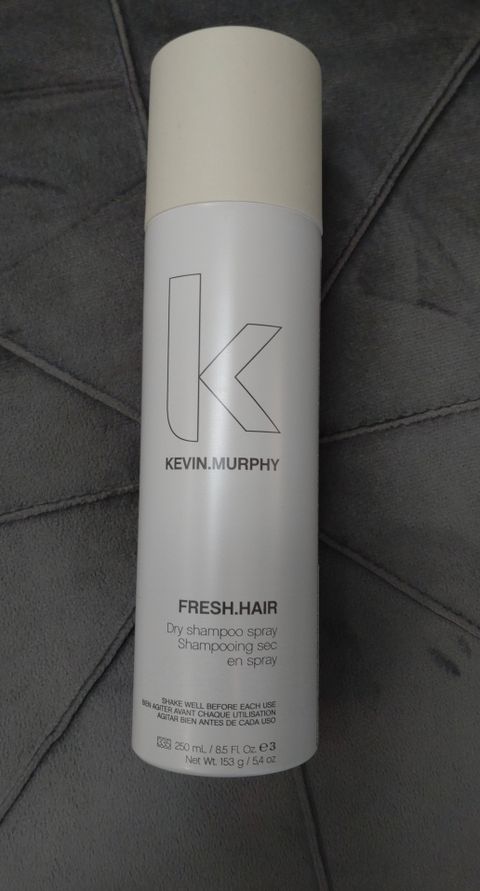 k
KEVIN.MURPHY
FRESH.HAIR
Dry shampoo spray
Shampooing sec
en spray
SHAKE WELL BEFORE EACH USE
BIEN AGITER AVANT CHAQUE UTILISATION
AGITAR BIEN ANTES DE CADA USO
335 250 mL / 8.5 Fl. Oz. ℮ 3
Net Wt. 153 g / 5,4 oz